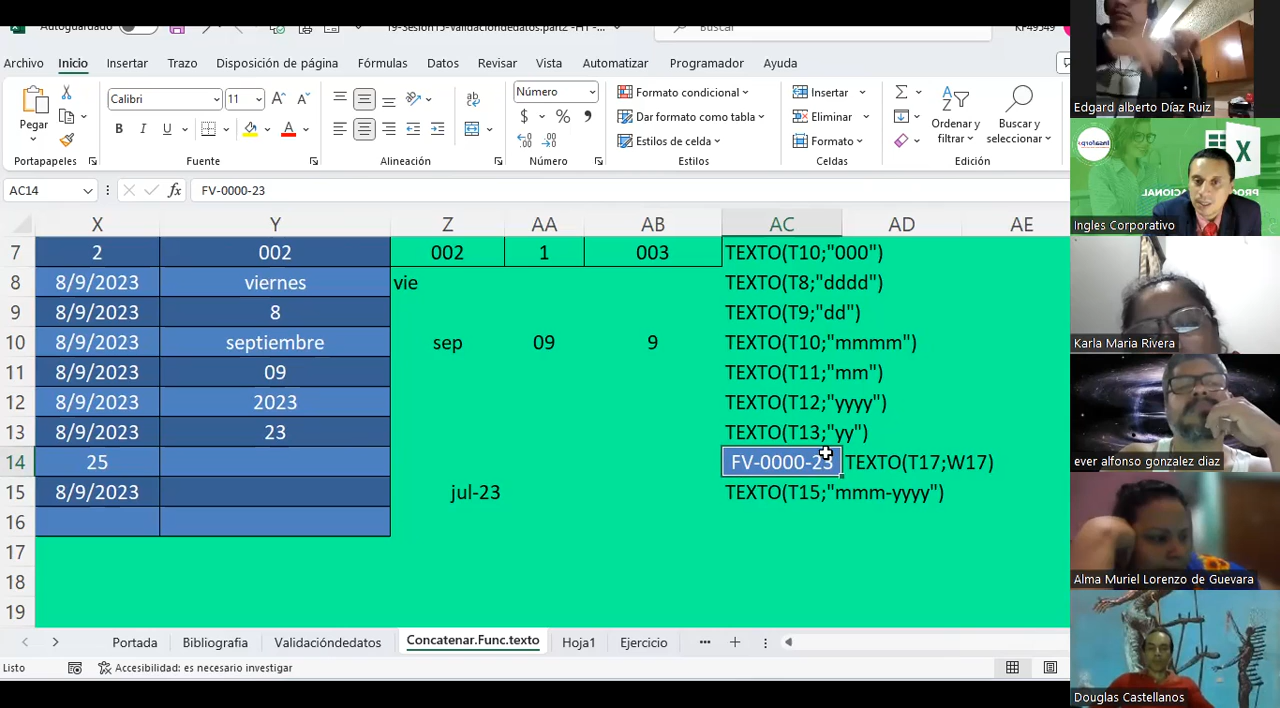 Autoguardado
19-Sesion15-validaciondedatos.part2 -HT -...
Buscar
Archivo Inicio Insertar Trazo Disposición de página Fórmulas Datos Revisar Vista Automatizar Programador Ayuda
Pegar
Portapapeles
Calibri 11
N K S
Fuente
Alineación
Número
$ %
Número
Formato condicional
Dar formato como tabla
Estilos de celda
Estilos
Insertar
Eliminar
Formato
Celdas
Ordenar y filtrar
Buscar y seleccionar
Edición
AC14 fx FV-0000-23
X Y Z AA AB AC AD AE
7 2 002 002 1 003 TEXTO(T10;"000")
8 8/9/2023 viernes vie TEXTO(T8;"dddd")
9 8/9/2023 8 TEXTO(T9;"dd")
10 8/9/2023 septiembre sep 09 9 TEXTO(T10;"mmmm")
11 8/9/2023 09 TEXTO(T11;"mm")
12 8/9/2023 2023 TEXTO(T12;"yyyy")
13 8/9/2023 23 TEXTO(T13;"yy")
14 25 FV-0000-23 TEXTO(T17;W17)
15 8/9/2023 jul-23 TEXTO(T15;"mmm-yyyy")
16
17
18
19
Portada Bibliografia Validacióndedatos Concatenar.Func.texto Hoja1 Ejercicio
Listo Accesibilidad: es necesario investigar
Edgard alberto Díaz Ruiz
Ingles Corporativo
Karla Maria Rivera
ever alfonso gonzalez diaz
Alma Muriel Lorenzo de Guevara
Douglas Castellanos